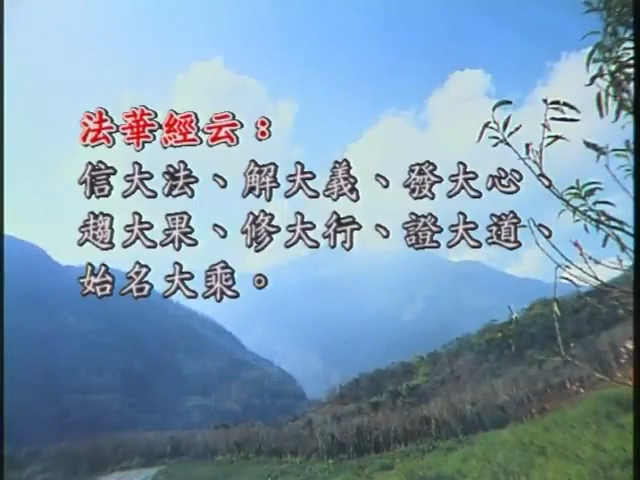 法華經云：
信大法、解大義、發大心、
趨大果、修大行、證大道、
始名大乘。